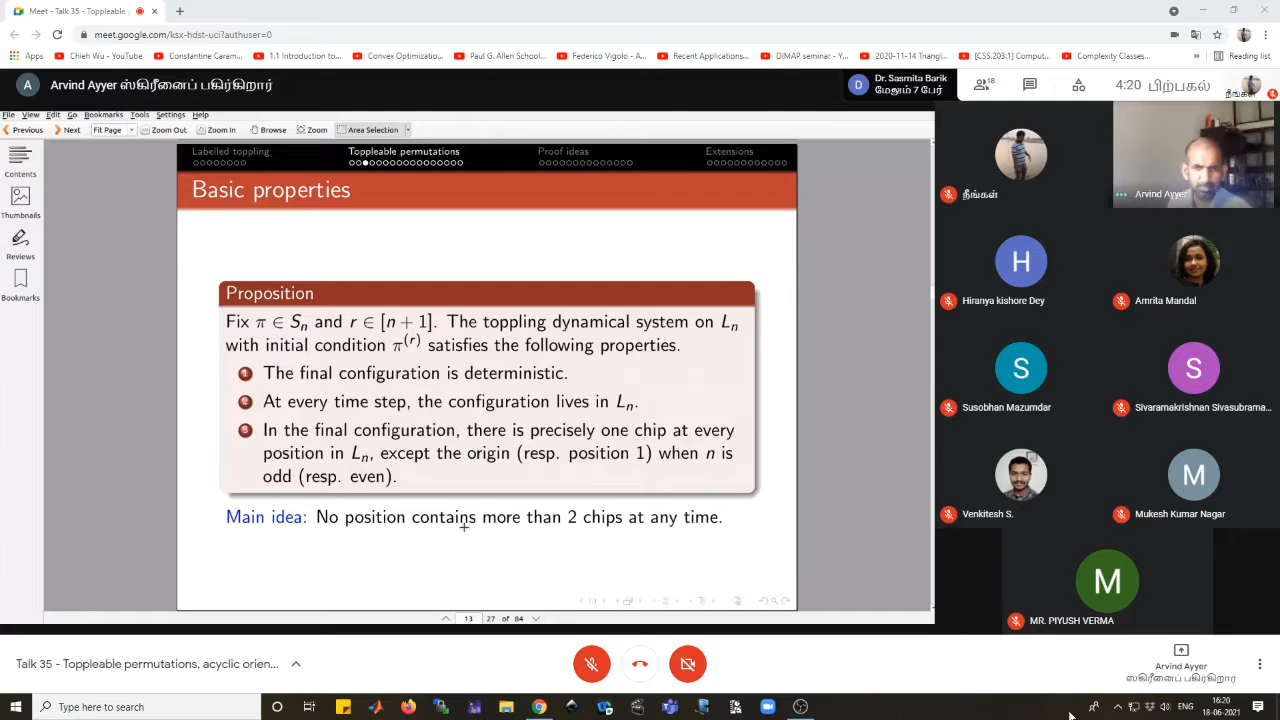 Meet - Talk 35 - Toppleable
meet.google.com/ksx-hdst-uci?authuser=0
Apps Chieh Wu - YouTube Constantine Caram... 1.1 Introduction to... Convex Optimizatio... Paul G. Allen School... Federico Vigolo - A... Recent Applications... DIMAP seminar - Y... 2020-11-14 Triangl... [CSS.203.1] Comput... Complexity Classes... » Reading list
A Arvind Ayyer ஸ்கிரீனைப் பகிர்கிறார்
D Dr. Sasmita Barik
மேலும் 7 பேர்
18
4:20 பிற்பகல்
நீங்கள்
File View Edit Go Bookmarks Tools Settings Help
Previous Next Fit Page Zoom Out Zoom In Browse Zoom Area Selection
Contents
Thumbnails
Reviews
Bookmarks
Labelled toppling Toppleable permutations Proof ideas Extensions
Basic properties
Proposition
Fix π ∈ Sn and r ∈ [n + 1]. The toppling dynamical system on Ln
with initial condition π(r) satisfies the following properties.
1 The final configuration is deterministic.
2 At every time step, the configuration lives in Ln.
3 In the final configuration, there is precisely one chip at every
position in Ln, except the origin (resp. position 1) when n is
odd (resp. even).
Main idea: No position contains more than 2 chips at any time.
13 27 of 84
நீங்கள்
Arvind Ayyer
H
Hiranya kishore Dey
Amrita Mandal
S
Susobhan Mazumdar
S
Sivaramakrishnan Sivasubrama...
Venkitesh S.
M
Mukesh Kumar Nagar
M
MR. PIYUSH VERMA
Talk 35 - Toppleable permutations, acyclic orien...
Arvind Ayyer
ஸ்கிரீனைப் பகிர்கிறார்
Type here to search
16:20
18-06-2021